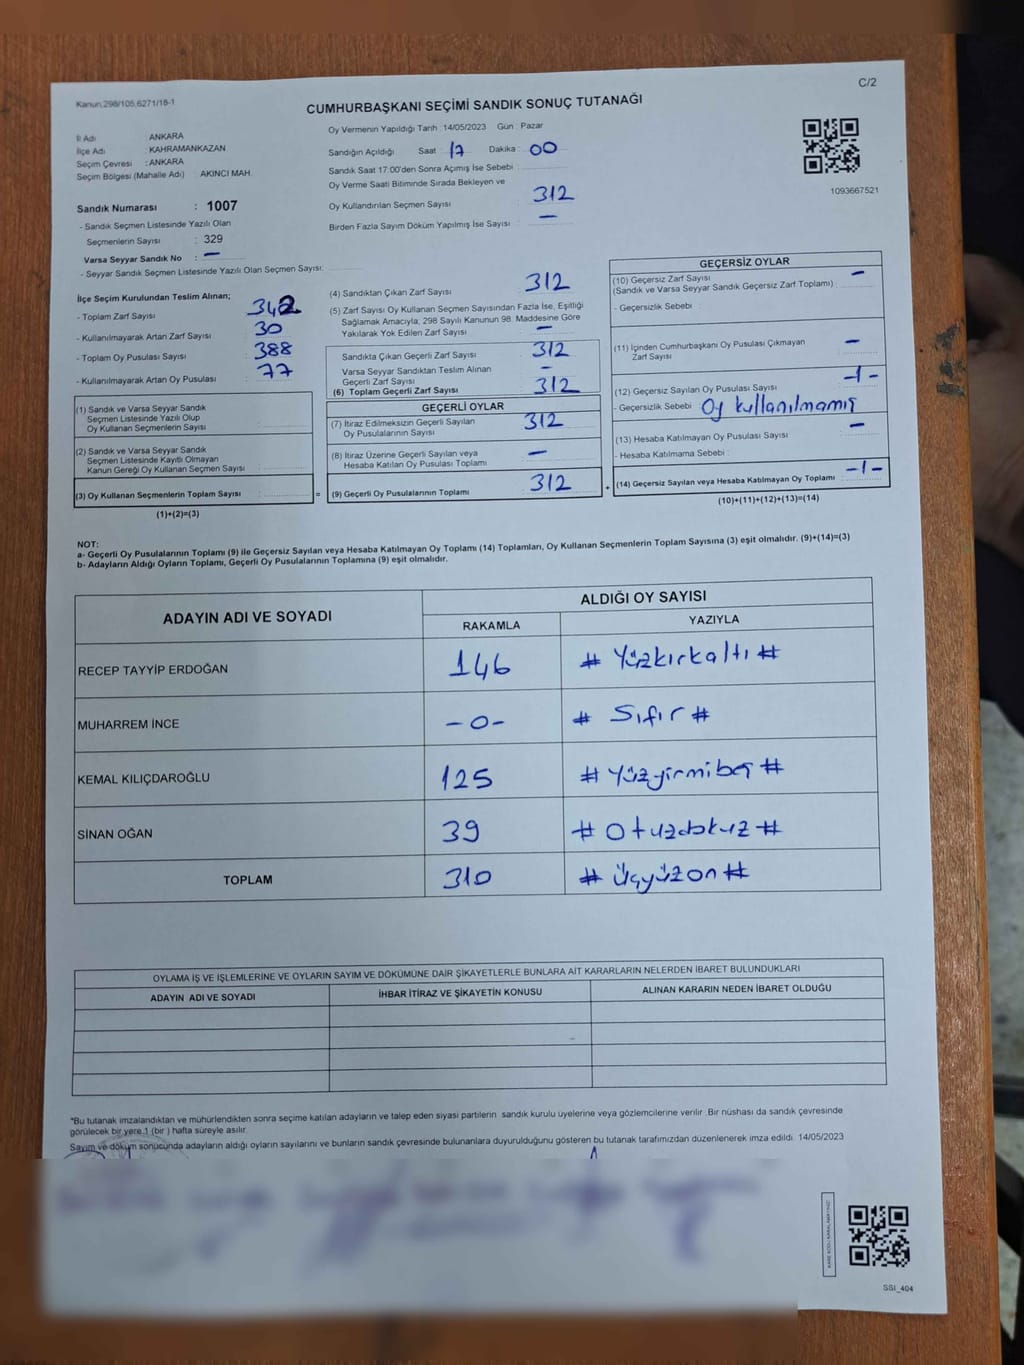 Kanun,298/105,6271/18-1
C/2
CUMHURBAŞKANI SEÇİMİ SANDIK SONUÇ TUTANAĞI
İl Adı : ANKARA
İlçe Adı : KAHRAMANKAZAN
Seçim Çevresi : ANKARA
Seçim Bölgesi (Mahalle Adı) AKINCI MAH.
Sandık Numarası : 1007
- Sandık Seçmen Listesinde Yazılı Olan
Seçmenlerin Sayısı : 329
Varsa Seyyar Sandık No : –
- Seyyar Sandık Seçmen Listesinde Yazılı Olan Seçmen Sayısı:
Oy Vermenin Yapıldığı Tarih :14/05/2023 Gün : Pazar
Sandığın Açıldığı Saat 17 Dakika : 00
Sandık Saat 17:00'den Sonra Açımış İse Sebebi :
Oy Verme Saati Bitiminde Sırada Bekleyen ve
Oy Kullandırılan Seçmen Sayısı 312
Birden Fazla Sayım Döküm Yapılmış İse Sayısı : –
1093667521
İlçe Seçim Kurulundan Teslim Alınan;
- Toplam Zarf Sayısı 342
- Kullanılmayarak Artan Zarf Sayısı 30
- Toplam Oy Pusulası Sayısı 388
- Kullanılmayarak Artan Oy Pusulası 77
(1) Sandık ve Varsa Seyyar Sandık
Seçmen Listesinde Yazılı Olup
Oy Kullanan Seçmenlerin Sayısı
(2) Sandık ve Varsa Seyyar Sandık
Seçmen Listesinde Kayıtlı Olmayan
Kanun Gereği Oy Kullanan Seçmen Sayısı
(3) Oy Kullanan Seçmenlerin Toplam Sayısı :
(1)+(2)=(3)
=
(4) Sandıktan Çıkan Zarf Sayısı 312
(5) Zarf Sayısı Oy Kullanan Seçmen Sayısından Fazla İse, Eşitliği
Sağlamak Amacıyla; 298 Sayılı Kanunun 98. Maddesine Göre
Yakılarak Yok Edilen Zarf Sayısı –
Sandıkta Çıkan Geçerli Zarf Sayısı 312
Varsa Seyyar Sandıktan Teslim Alınan
Geçerli Zarf Sayısı –
(6) Toplam Geçerli Zarf Sayısı 312
GEÇERLİ OYLAR
(7) İtiraz Edilmeksizin Geçerli Sayılan
Oy Pusulalarının Sayısı 312
(8) İtiraz Üzerine Geçerli Sayılan veya
Hesaba Katılan Oy Pusulası Toplamı –
(9) Geçerli Oy Pusulalarının Toplamı 312
+
GEÇERSİZ OYLAR
(10) Geçersiz Zarf Sayısı –
(Sandık ve Varsa Seyyar Sandık Geçersiz Zarf Toplamı) :
- Geçersizlik Sebebi :
(11) İçinden Cumhurbaşkanı Oy Pusulası Çıkmayan
Zarf Sayısı –
(12) Geçersiz Sayılan Oy Pusulası Sayısı -1-
- Geçersizlik Sebebi : Oy kullanılmamış
(13) Hesaba Katılmayan Oy Pusulası Sayısı –
- Hesaba Katılmama Sebebi :
(14) Geçersiz Sayılan veya Hesaba Katılmayan Oy Toplamı -1-
(10)+(11)+(12)+(13)=(14)
NOT:
a- Geçerli Oy Pusulalarının Toplamı (9) ile Geçersiz Sayılan veya Hesaba Katılmayan Oy Toplamı (14) Toplamları, Oy Kullanan Seçmenlerin Toplam Sayısına (3) eşit olmalıdır. (9)+(14)=(3)
b- Adayların Aldığı Oyların Toplamı, Geçerli Oy Pusulalarının Toplamına (9) eşit olmalıdır.
ADAYIN ADI VE SOYADI
ALDIĞI OY SAYISI
RAKAMLA YAZIYLA
RECEP TAYYİP ERDOĞAN 146 # Yüzkırkaltı #
MUHARREM İNCE -0- # Sıfır #
KEMAL KILIÇDAROĞLU 125 # Yüzyirmibeş #
SİNAN OĞAN 39 # Otuzdokuz #
TOPLAM 310 # Üçyüzon #
OYLAMA İŞ VE İŞLEMLERİNE VE OYLARIN SAYIM VE DÖKÜMÜNE DAİR ŞİKAYETLERLE BUNLARA AİT KARARLARIN NELERDEN İBARET BULUNDUKLARI
ADAYIN ADI VE SOYADI İHBAR İTİRAZ VE ŞİKAYETİN KONUSU ALINAN KARARIN NEDEN İBARET OLDUĞU
"Bu tutanak imzalandıktan ve mühürlendikten sonra seçime katılan adayların ve talep eden siyasi partilerin sandık kurulu üyelerine veya gözlemcilerine verilir .Bir nüshası da sandık çevresinde
görülecek bir yere 1 (bir ) hafta süreyle asılır.
Sayım ve döküm sonucunda adayların aldığı oyların sayılarını ve bunların sandık çevresinde bulunanlara duyurulduğunu gösteren bu tutanak tarafımızdan düzenlenerek imza edildi. 14/05/2023
SSI_404